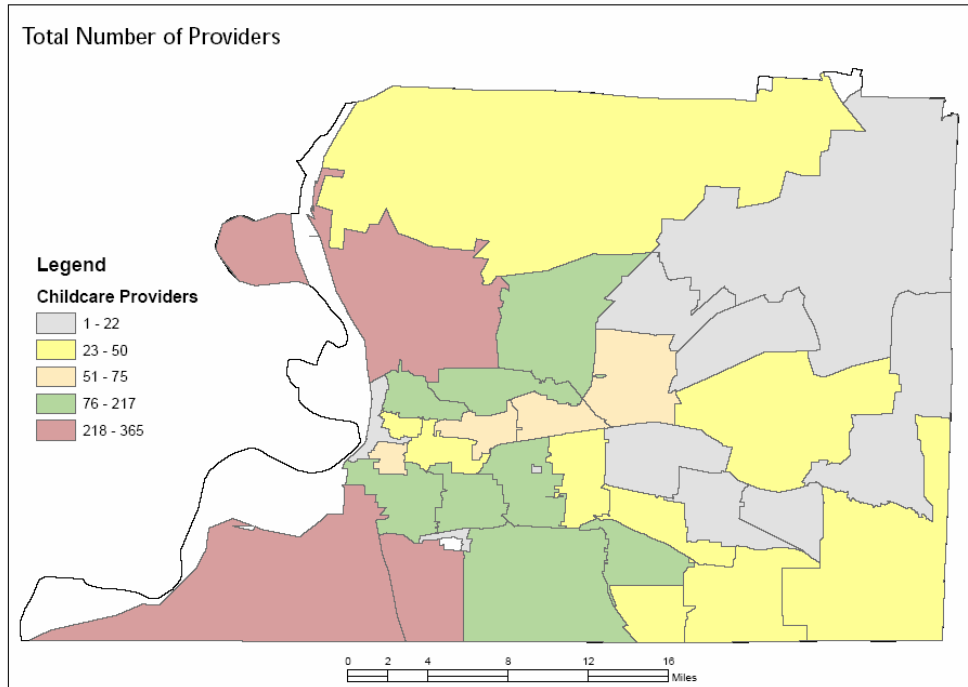 Total Number of Providers
Legend
Childcare Providers
1 - 22
23 - 50
51 - 75
76 - 217
218 - 365
0 2 4 8 12 16
Miles